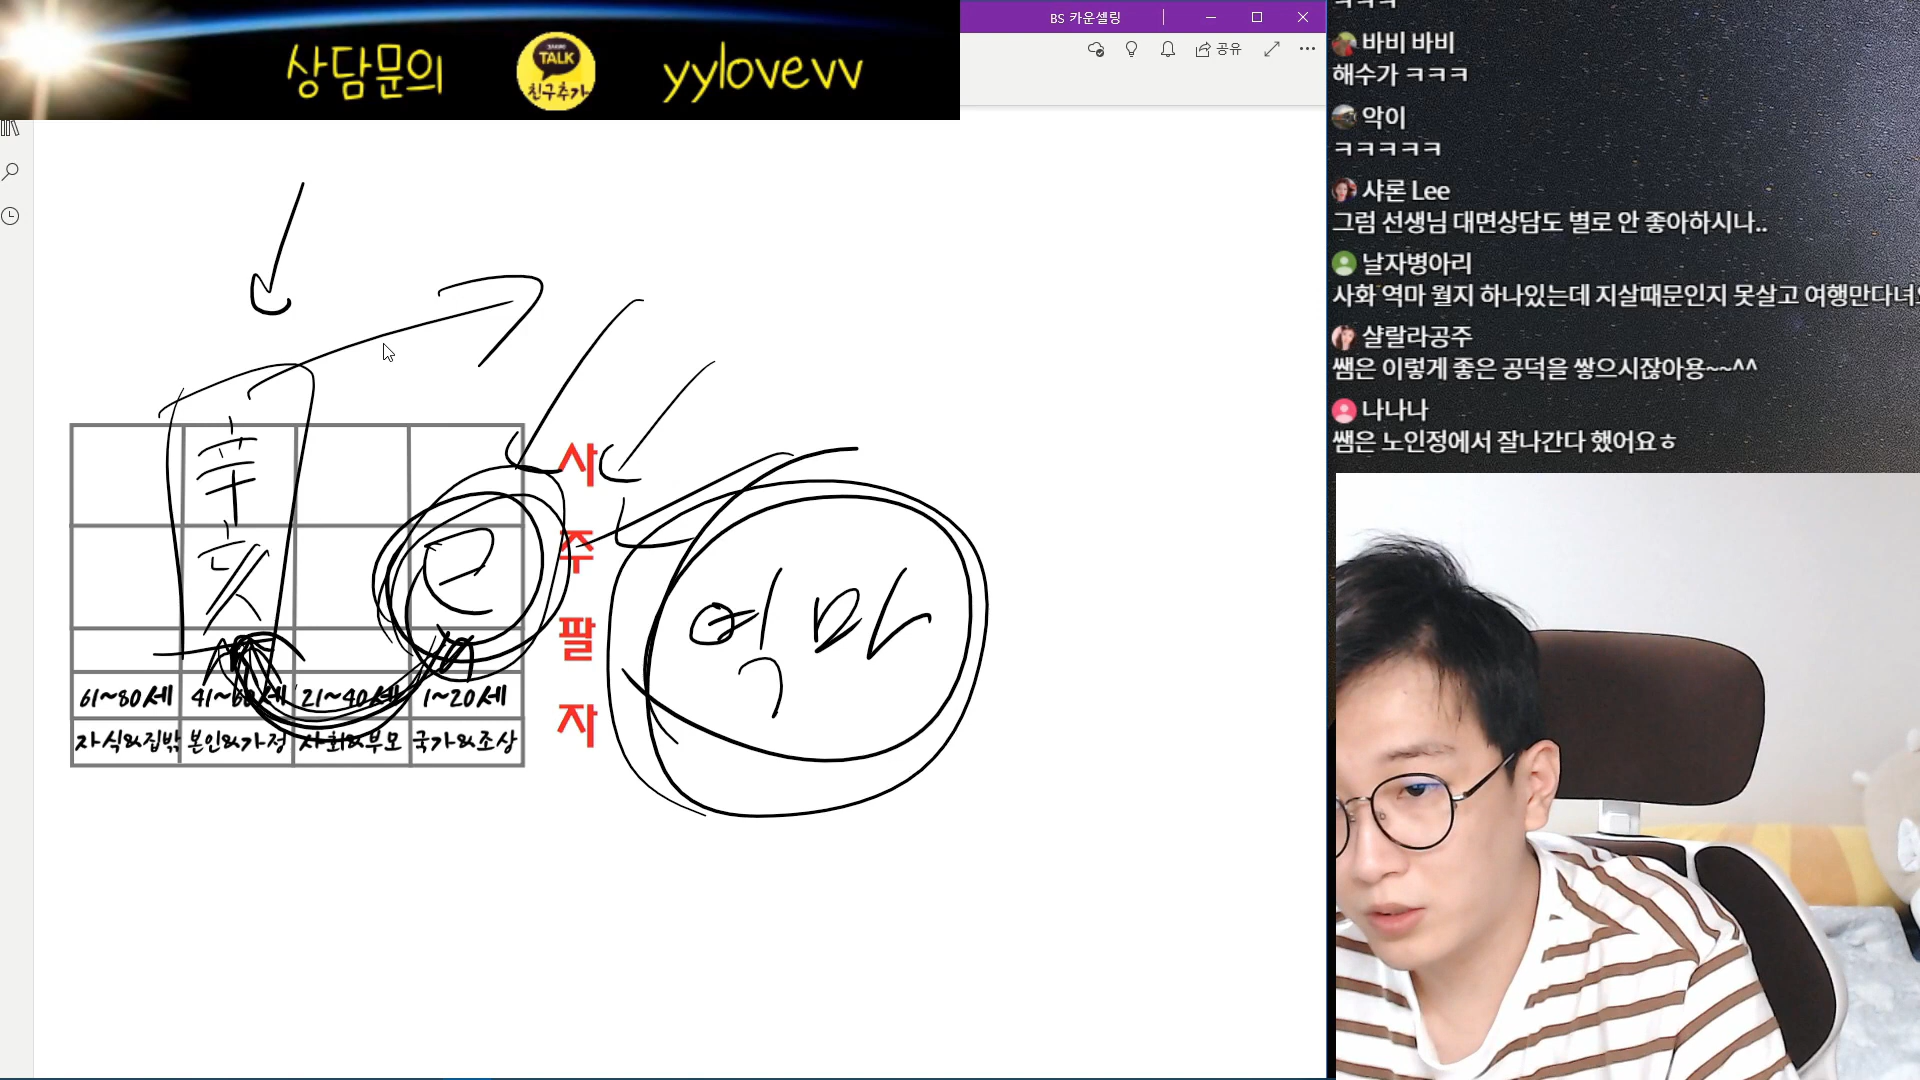 상담문의
TALK
친구추가
yylovevv
BS 카운셀링
공유
辛
亥
巳
사
주
팔
자
역마
61~80세
41~60세
21~40세
1~20세
자식&집밖
본인&가정
사회&부모
국가&조상
ㅋㅋㅋ
바비 바비
해수가 ㅋㅋㅋ
악이
ㅋㅋㅋㅋㅋ
샤론 Lee
그럼 선생님 대면상담도 별로 안 좋아하시나..
날자병아리
사화 역마 월지 하나있는데 지살때문인지 못살고 여행만다녀
샬랄라공주
쌤은 이렇게 좋은 공덕을 쌓으시잖아용~~^^
나나나
쌤은 노인정에서 잘나간다 했어요ㅎ